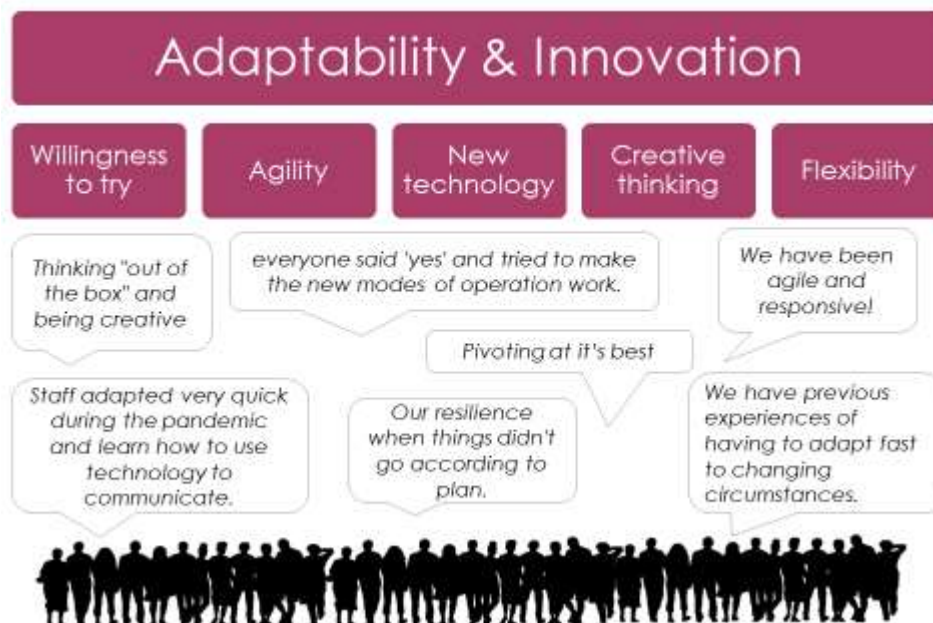 Adaptability & Innovation
Willingness
to try
Agility
New
technology
Creative
thinking
Flexibility
Thinking "out of
the box" and
being creative
everyone said 'yes' and tried to make
the new modes of operation work.
We have been
agile and
responsive!
Pivoting at it's best
Staff adapted very quick
during the pandemic
and learn how to use
technology to
communicate.
Our resilience
when things didn't
go according to
plan.
We have previous
experiences of
having to adapt fast
to changing
circumstances.